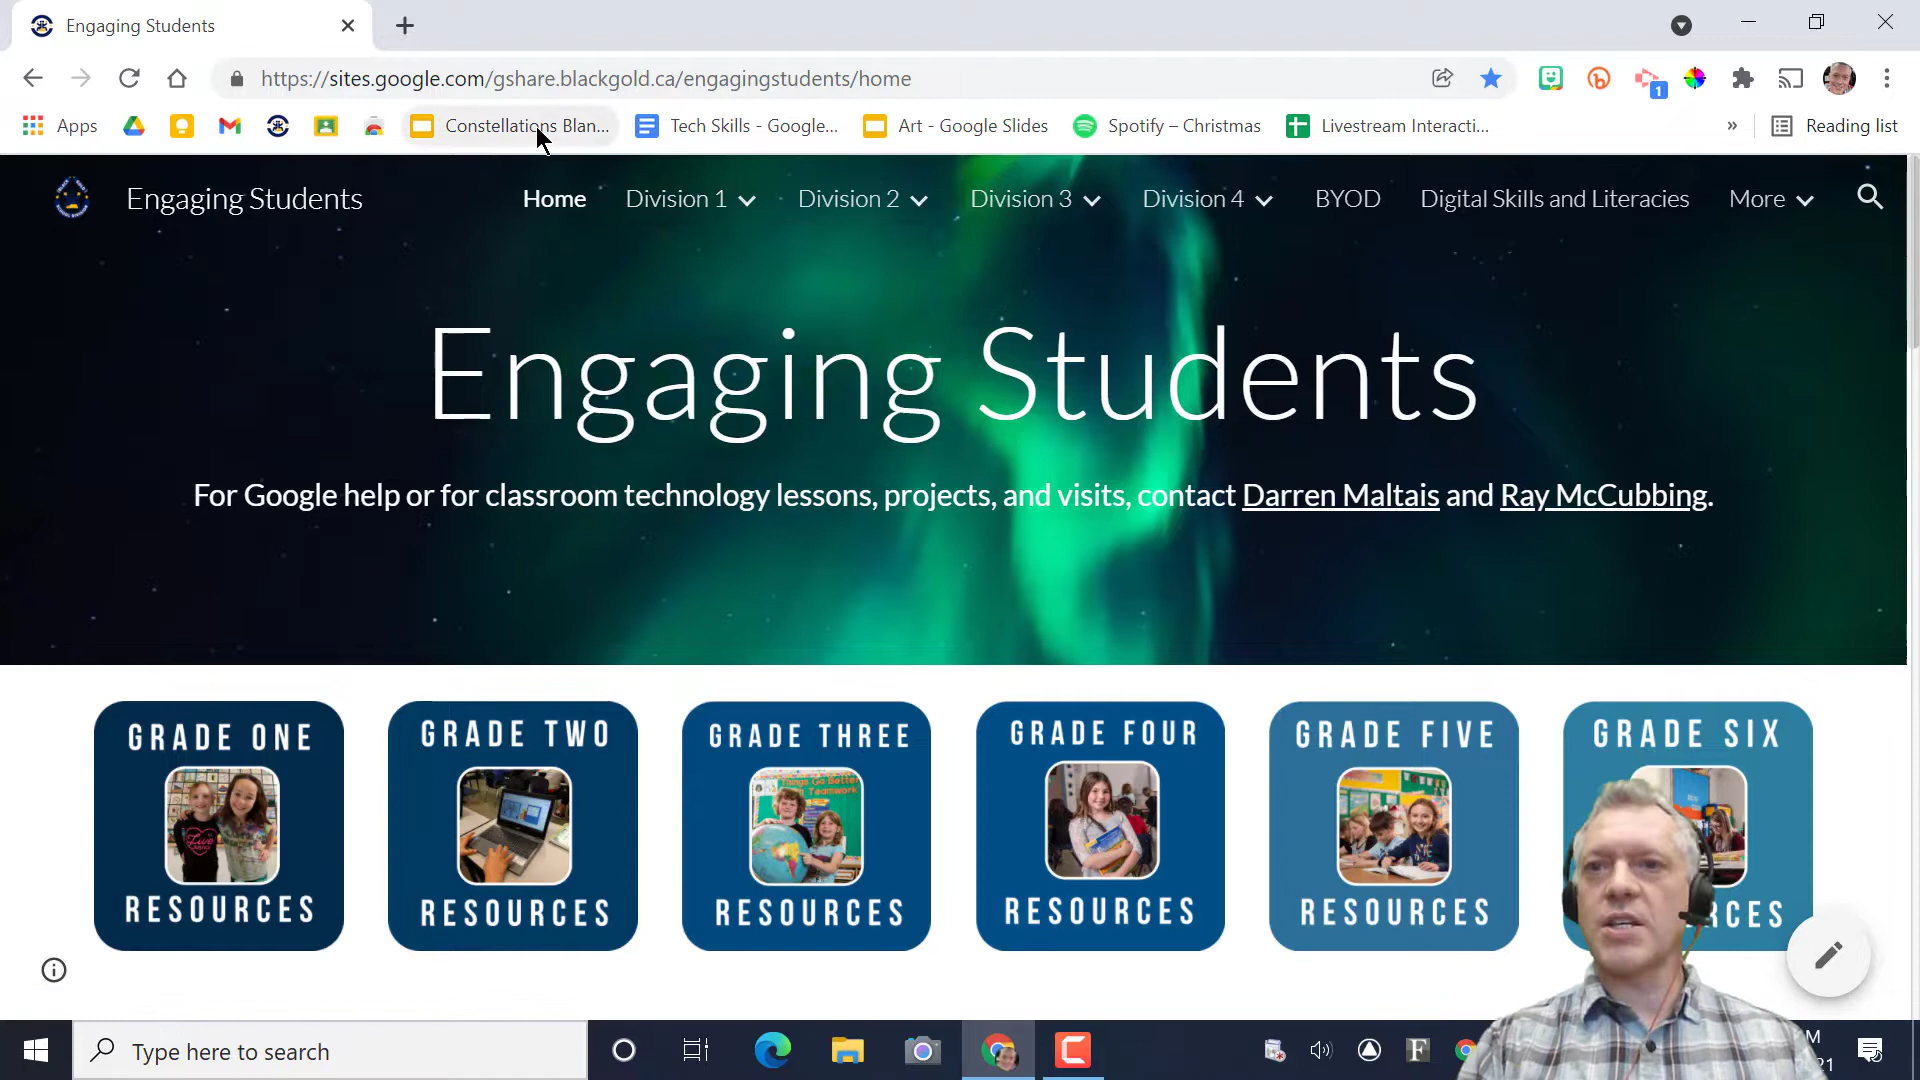 Engaging Students
https://sites.google.com/gshare.blackgold.ca/engagingstudents/home
1
Apps
Constellations Blan...
Tech Skills - Google...
Art - Google Slides
Spotify – Christmas
Livestream Interacti...
»
Reading list
Engaging Students
Home
Division 1
Division 2
Division 3
Division 4
BYOD
Digital Skills and Literacies
More
Engaging Students
For Google help or for classroom technology lessons, projects, and visits, contact Darren Maltais and Ray McCubbing.
GRADE ONE
RESOURCES
GRADE TWO
RESOURCES
GRADE THREE
RESOURCES
GRADE FOUR
RESOURCES
GRADE FIVE
RESOURCES
GRADE SIX
RCES
Type here to search
F
M
21